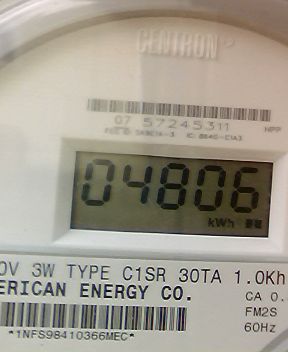 CENTRON
07 57245311
HPP
04806
kWh
0V 3W TYPE C1SR 30TA 1.0Kh
ERICAN ENERGY CO.
CA 0.
FM2S
60Hz
*1NFS98410366MEC*